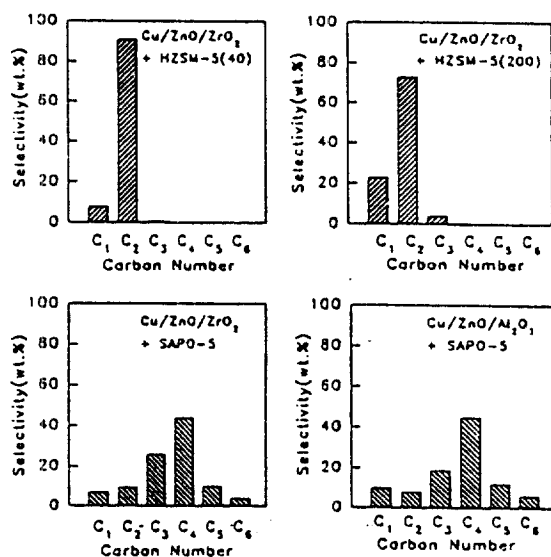 100
80
60
40
20
0
Selectivity(wt.%)
Cu/ZnO/ZrO₂
+ HZSM-5(40)
C₁ C₂ C₃ C₄ C₅ C₆
Carbon Number
100
80
60
40
20
0
Selectivity(wt.%)
Cu/ZnO/ZrO₂
+ HZSM-5(200)
C₁ C₂ C₃ C₄ C₅ C₆
Carbon Number
100
80
60
40
20
0
Selectivity(wt.%)
Cu/ZnO/ZrO₂
+ SAPO-5
C₁ C₂ C₃ C₄ C₅ C₆
Carbon Number
100
80
60
40
20
0
Selectivity(wt.%)
Cu/ZnO/Al₂O₃
+ SAPO-5
C₁ C₂ C₃ C₄ C₅ C₆
Carbon Number